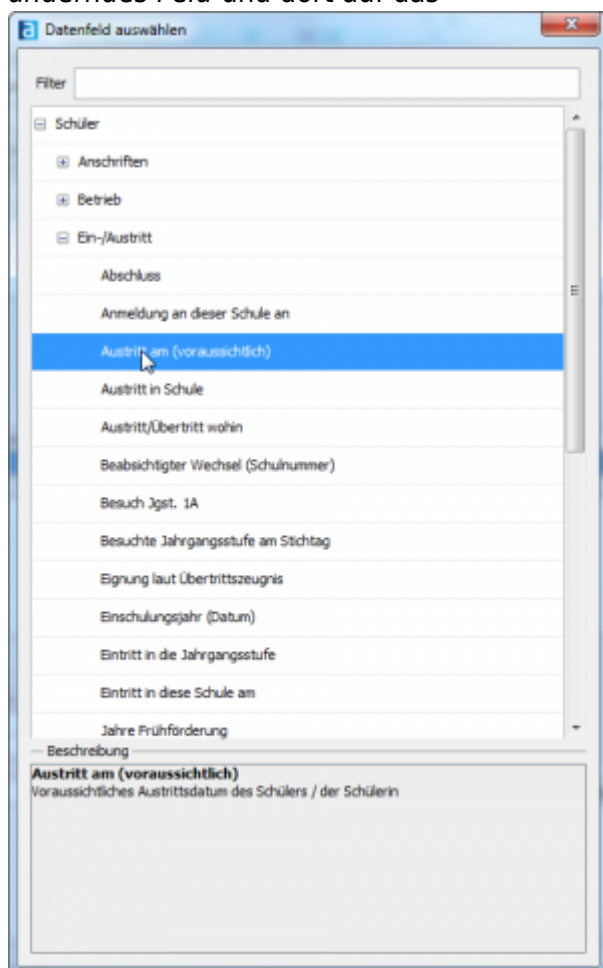 und dort auf das
Datenfeld auswählen
Filter
Schüler
Anschriften
Betrieb
Ein-/Austritt
Abschluss
Anmeldung an dieser Schule an
Austritt am (voraussichtlich)
Austritt in Schule
Austritt/Übertritt wohin
Beabsichtigter Wechsel (Schulnummer)
Besuch Jgst. 1A
Besuchte Jahrgangsstufe am Stichtag
Eignung laut Übertrittszeugnis
Einschulungsjahr (Datum)
Eintritt in die Jahrgangsstufe
Eintritt in diese Schule am
Jahre Frühförderung
Beschreibung
Austritt am (voraussichtlich)
Voraussichtliches Austrittsdatum des Schülers / der Schülerin